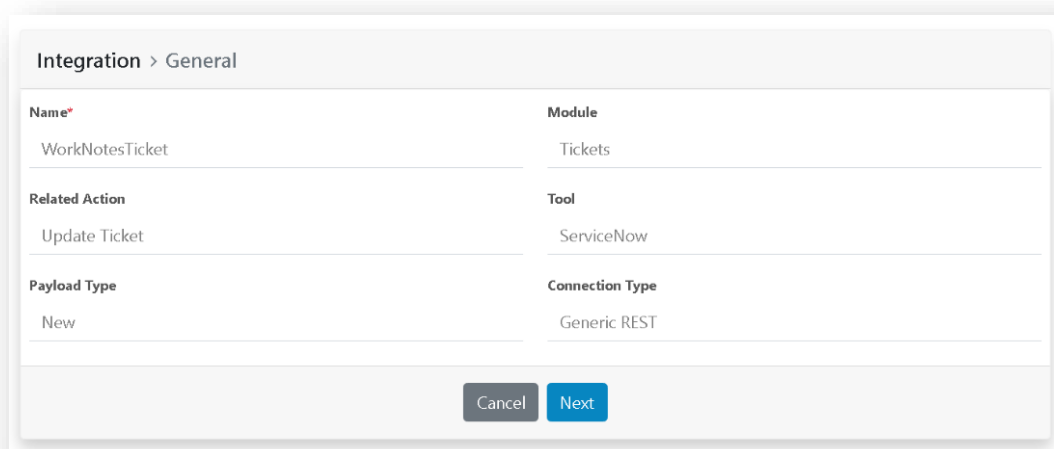 Integration > General
Name* Module
WorkNotesTicket Tickets
Related Action Tool
Update Ticket ServiceNow
Payload Type Connection Type
New Generic REST
Cancel Next